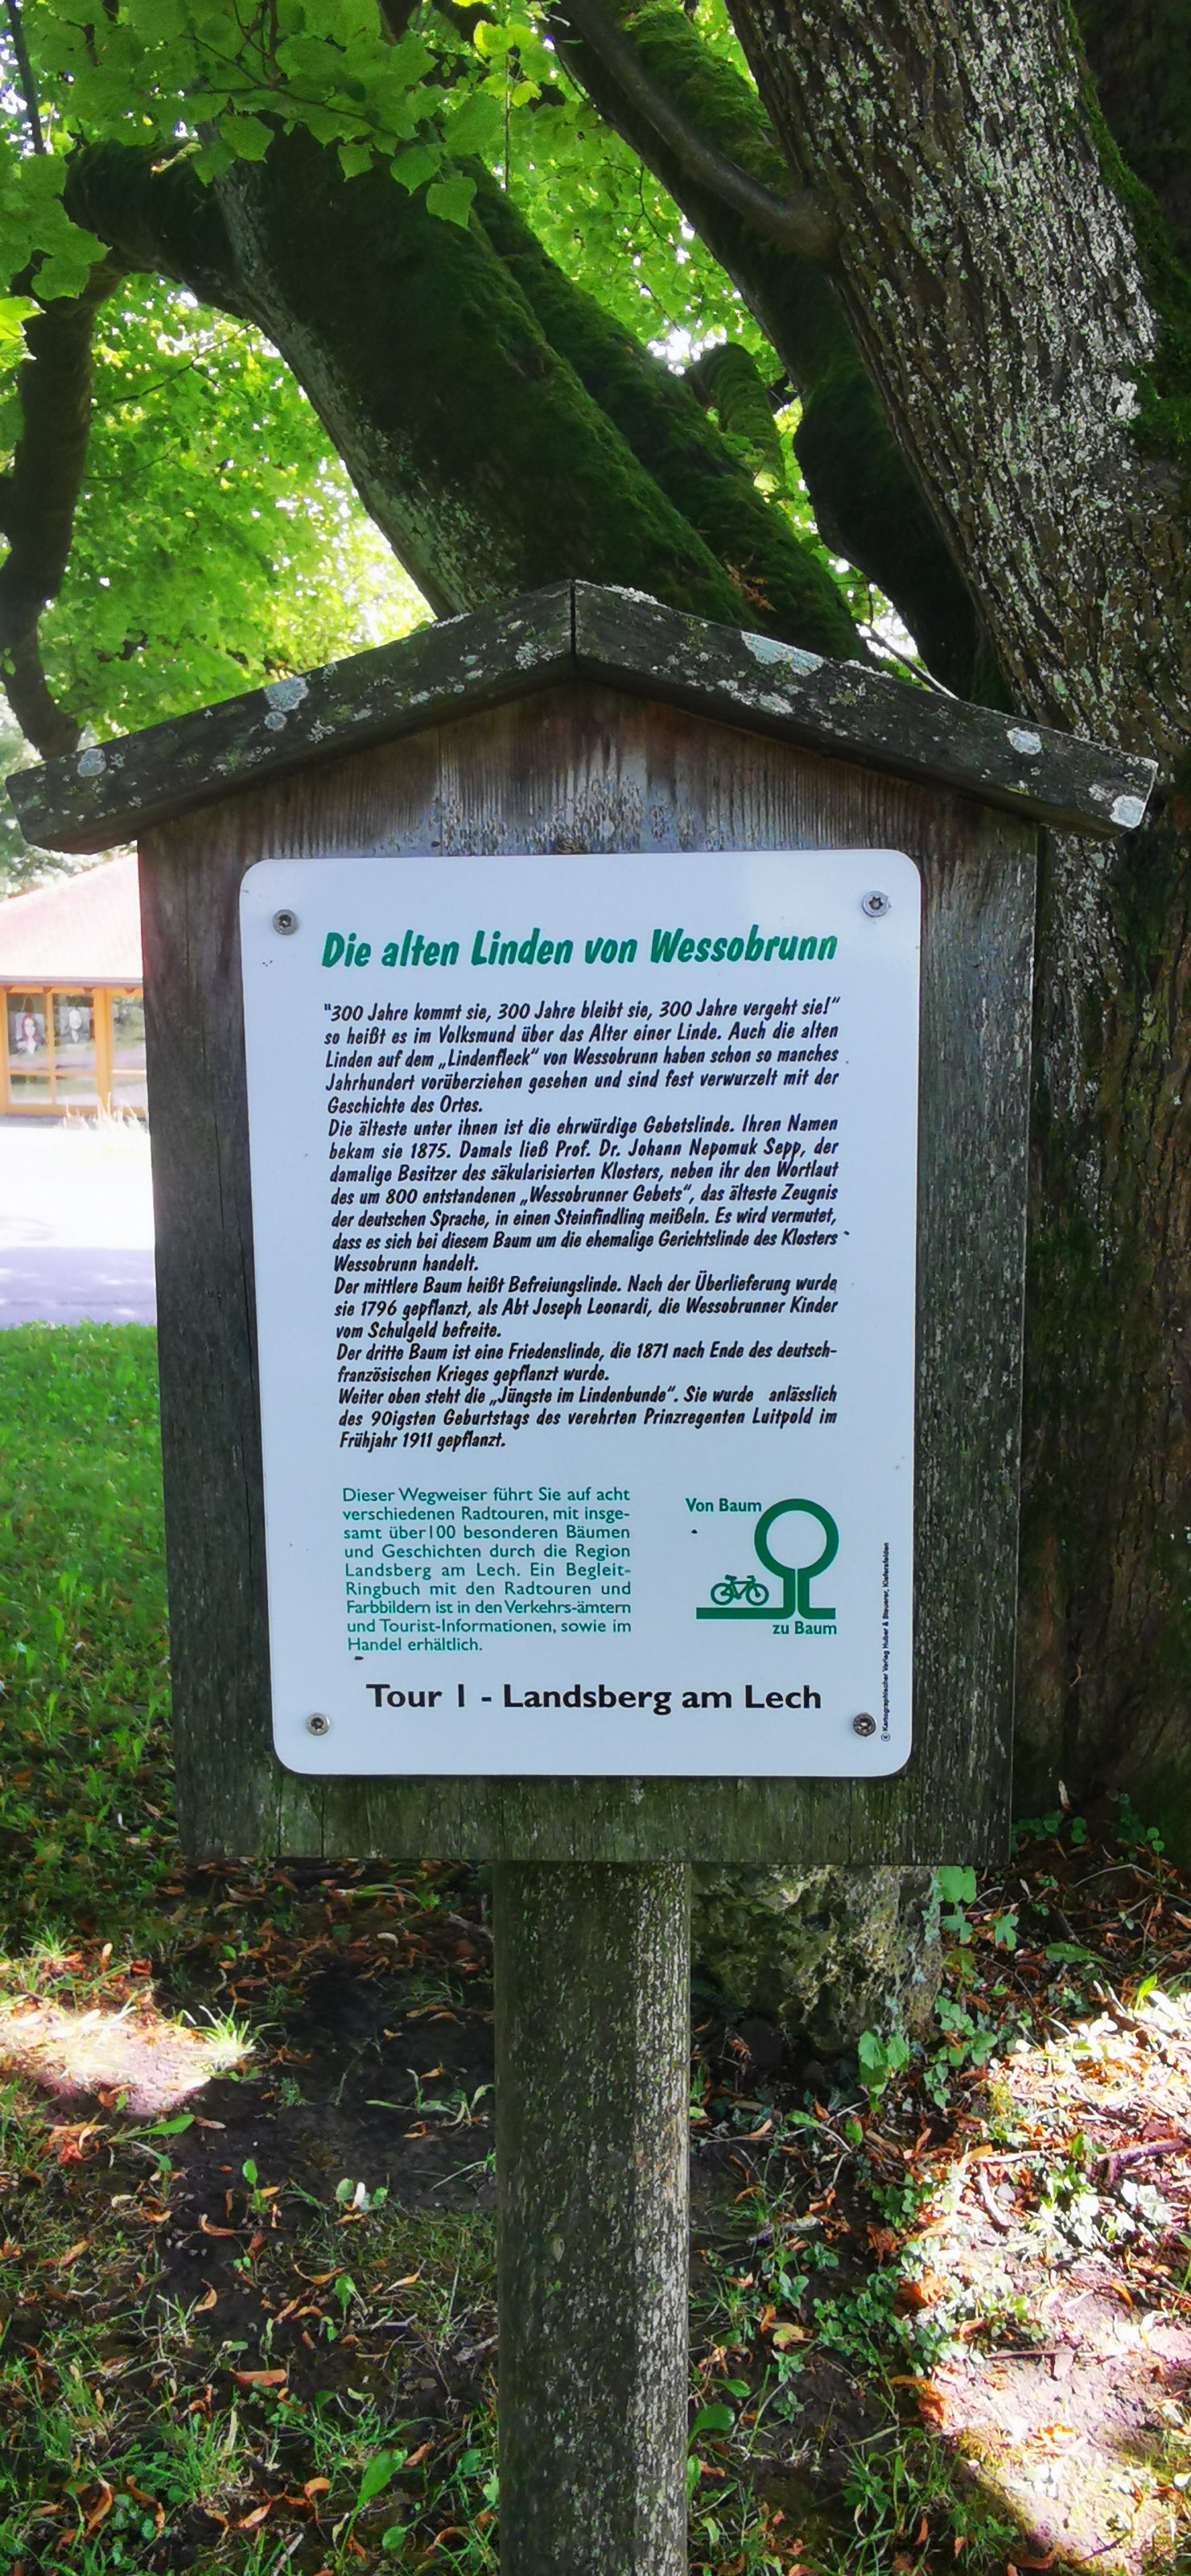 Die alten Linden von Wessobrunn
"300 Jahre kommt sie, 300 Jahre bleibt sie, 300 Jahre vergeht sie!“
so heißt es im Volksmund über das Alter einer Linde. Auch die alten
Linden auf dem „Lindenfleck“ von Wessobrunn haben schon so manches
Jahrhundert vorüberziehen gesehen und sind fest verwurzelt mit der
Geschichte des Ortes.
Die älteste unter ihnen ist die ehrwürdige Gebetslinde. Ihren Namen
bekam sie 1875. Damals ließ Prof. Dr. Johann Nepomuk Sepp, der
damalige Besitzer des säkularisierten Klosters, neben ihr den Wortlaut
des um 800 entstandenen „Wessobrunner Gebets“, das älteste Zeugnis
der deutschen Sprache, in einen Steinfindling meißeln. Es wird vermutet,
dass es sich bei diesem Baum um die ehemalige Gerichtslinde des Klosters
Wessobrunn handelt.
Der mittlere Baum heißt Befreiungslinde. Nach der Überlieferung wurde
sie 1796 gepflanzt, als Abt Joseph Leonardi, die Wessobrunner Kinder
vom Schulgeld befreite.
Der dritte Baum ist eine Friedenslinde, die 1871 nach Ende des deutsch-
französischen Krieges gepflanzt wurde.
Weiter oben steht die „Jüngste im Lindenbunde“. Sie wurde anlässlich
des 90igsten Geburtstags des verehrten Prinzregenten Luitpold im
Frühjahr 1911 gepflanzt.
Dieser Wegweiser führt Sie auf acht
verschiedenen Radtouren, mit insge-
samt über 100 besonderen Bäumen
und Geschichten durch die Region
Landsberg am Lech. Ein Begleit-
Ringbuch mit den Radtouren und
Farbbildern ist in den Verkehrs-ämtern
und Tourist-Informationen, sowie im
Handel erhältlich.
Von Baum
zu Baum
© Kartographischer Verlag Huber & Steuerer, Kiefersfelden
Tour 1 - Landsberg am Lech